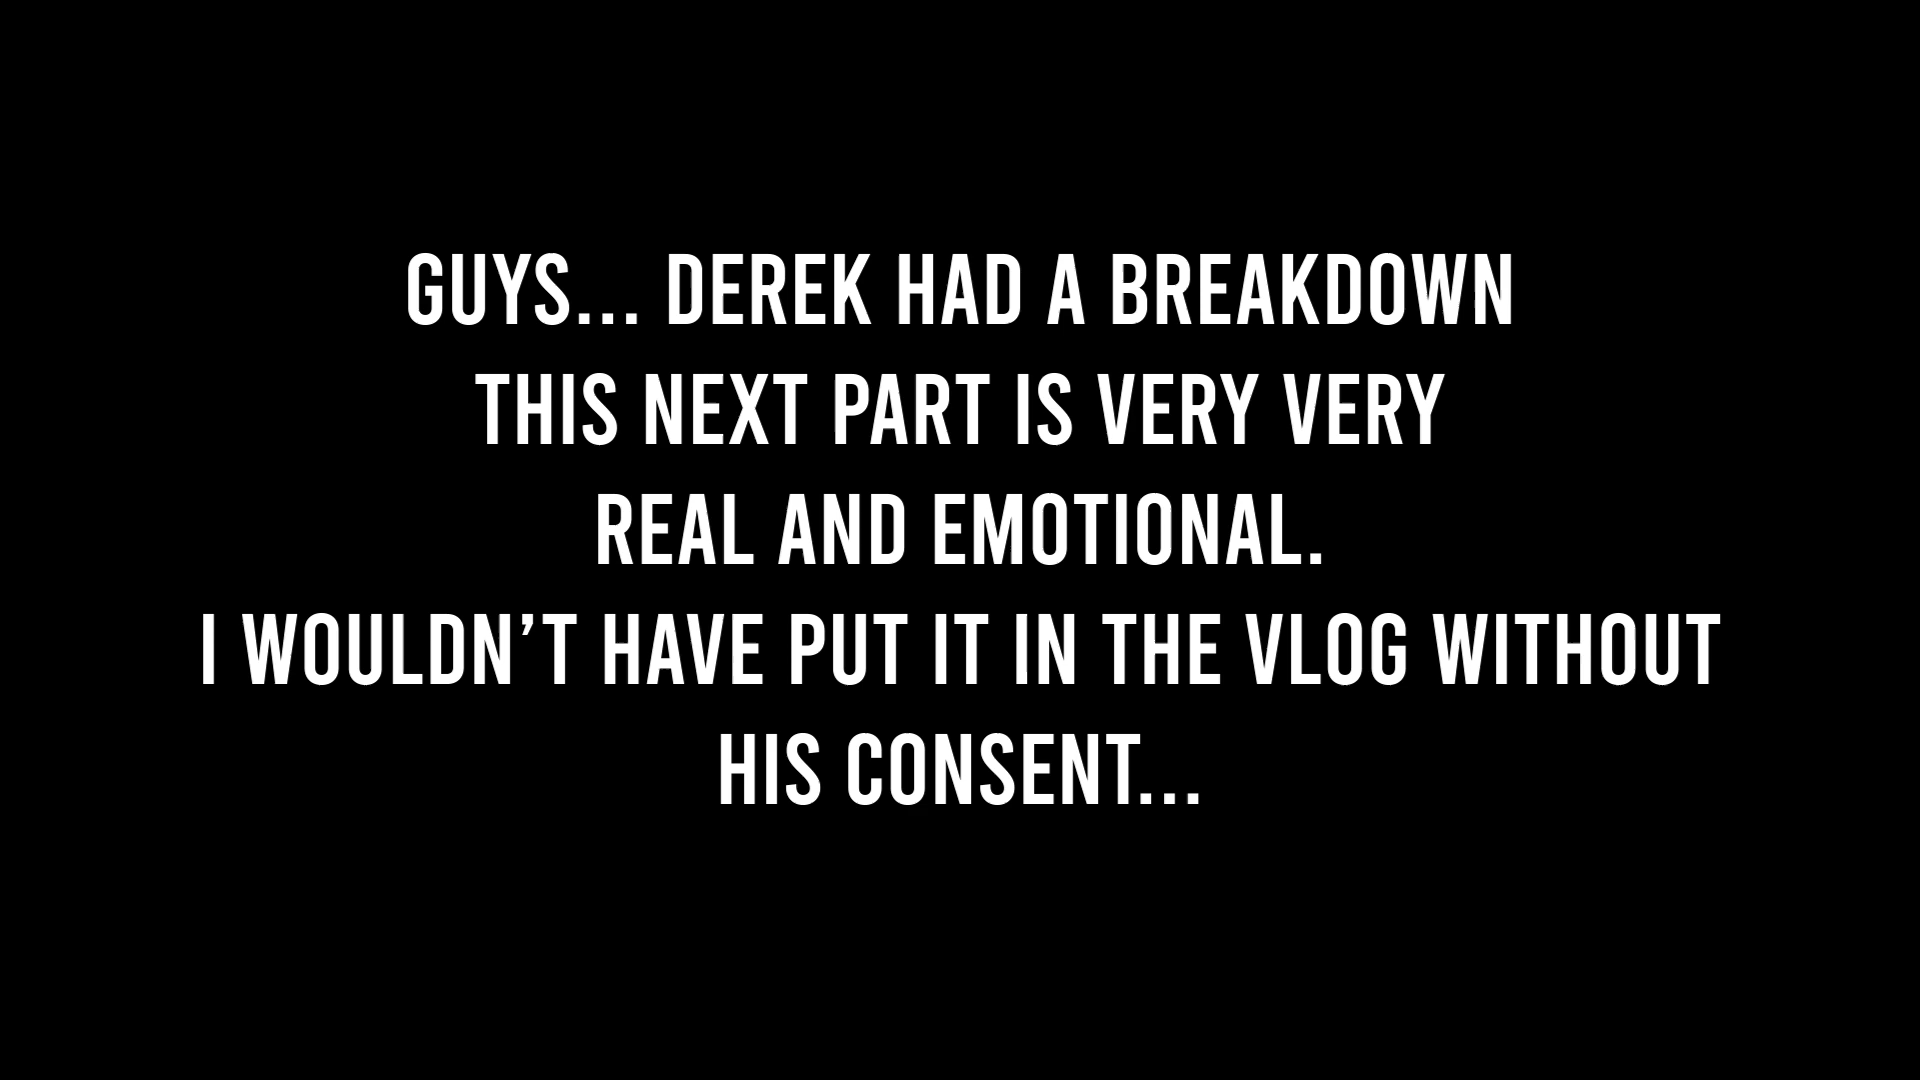 GUYS... DEREK HAD A BREAKDOWN
THIS NEXT PART IS VERY VERY
REAL AND EMOTIONAL.
I WOULDN’T HAVE PUT IT IN THE VLOG WITHOUT
HIS CONSENT...